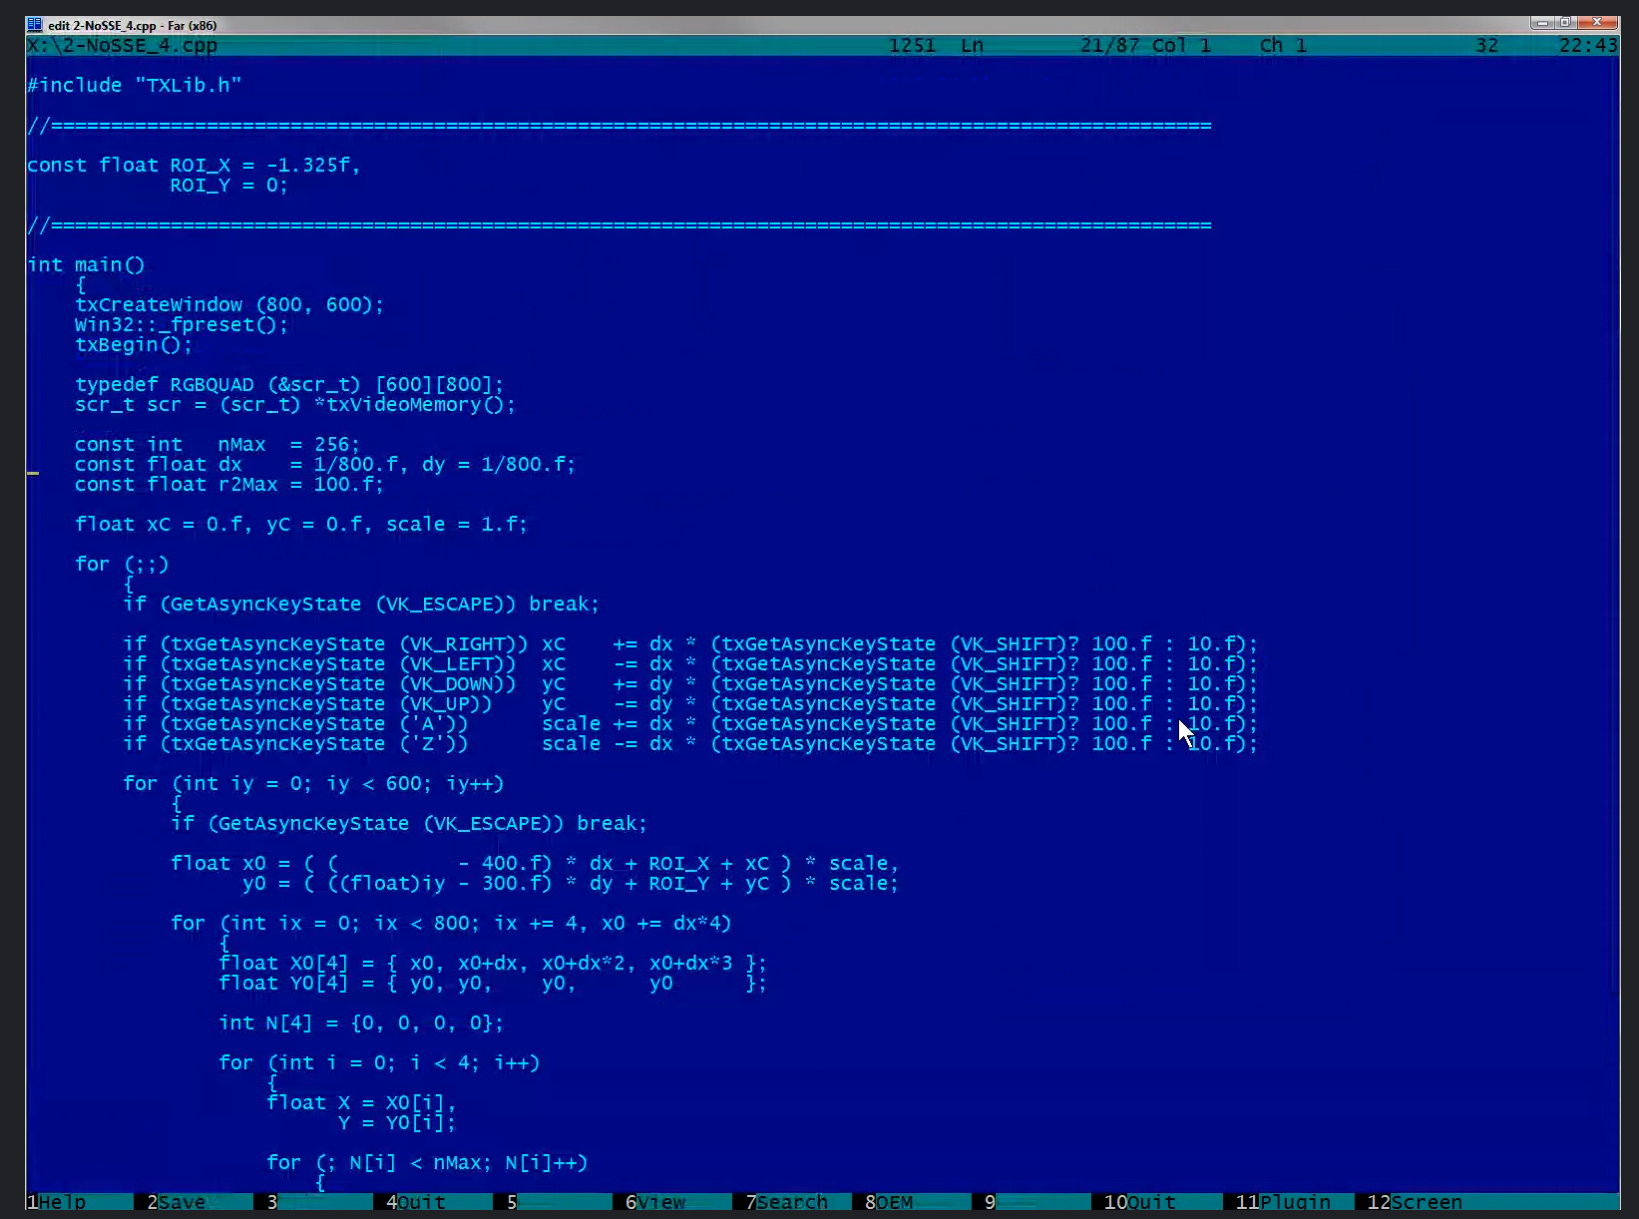 edit 2-NoSSE_4.cpp - Far (x86)
X:\2-NoSSE_4.cpp 1251 Ln 21/87 Col 1 Ch 1 32 22:43
#include "TXLib.h"
//=================================================================================================
const float ROI_X = -1.325f,
            ROI_Y = 0;
//=================================================================================================
int main()
    {
    txCreateWindow (800, 600);
    Win32::_fpreset();
    txBegin();
    typedef RGBQUAD (&scr_t) [600][800];
    scr_t scr = (scr_t) *txVideoMemory();
    const int   nMax  = 256;
    const float dx    = 1/800.f, dy = 1/800.f;
    const float r2Max = 100.f;
    float xC = 0.f, yC = 0.f, scale = 1.f;
    for (;;)
        {
        if (GetAsyncKeyState (VK_ESCAPE)) break;
        if (txGetAsyncKeyState (VK_RIGHT)) xC    += dx * (txGetAsyncKeyState (VK_SHIFT)? 100.f : 10.f);
        if (txGetAsyncKeyState (VK_LEFT))  xC    -= dx * (txGetAsyncKeyState (VK_SHIFT)? 100.f : 10.f);
        if (txGetAsyncKeyState (VK_DOWN))  yC    += dy * (txGetAsyncKeyState (VK_SHIFT)? 100.f : 10.f);
        if (txGetAsyncKeyState (VK_UP))    yC    -= dy * (txGetAsyncKeyState (VK_SHIFT)? 100.f : 10.f);
        if (txGetAsyncKeyState ('A'))      scale += dx * (txGetAsyncKeyState (VK_SHIFT)? 100.f : 10.f);
        if (txGetAsyncKeyState ('Z'))      scale -= dx * (txGetAsyncKeyState (VK_SHIFT)? 100.f : 10.f);
        for (int iy = 0; iy < 600; iy++)
            {
            if (GetAsyncKeyState (VK_ESCAPE)) break;
            float x0 = ( (          - 400.f) * dx + ROI_X + xC ) * scale,
                  y0 = ( ((float)iy - 300.f) * dy + ROI_Y + yC ) * scale;
            for (int ix = 0; ix < 800; ix += 4, x0 += dx*4)
                {
                float X0[4] = { x0, x0+dx, x0+dx*2, x0+dx*3 };
                float Y0[4] = { y0, y0,    y0,      y0      };
                int N[4] = {0, 0, 0, 0};
                for (int i = 0; i < 4; i++)
                    {
                    float X = X0[i],
                          Y = Y0[i];
                    for (; N[i] < nMax; N[i]++)
                        {
1Help 2Save 3 4Quit 5 6View 7Search 8OEM 9 10Quit 11Plugin 12Screen